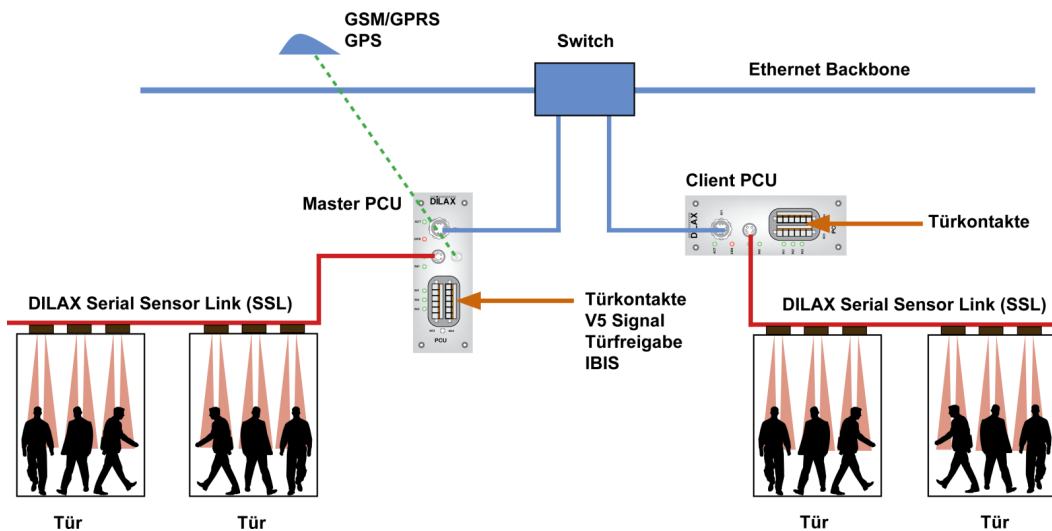 GSM/GPRS
GPS
Switch
Ethernet Backbone
Master PCU
DILAX
Client PCU
DILAX
Türkontakte
DILAX Serial Sensor Link (SSL)
Türkontakte
V5 Signal
Türfreigabe
IBIS
PCU
DILAX Serial Sensor Link (SSL)
Tür
Tür
Tür
Tür